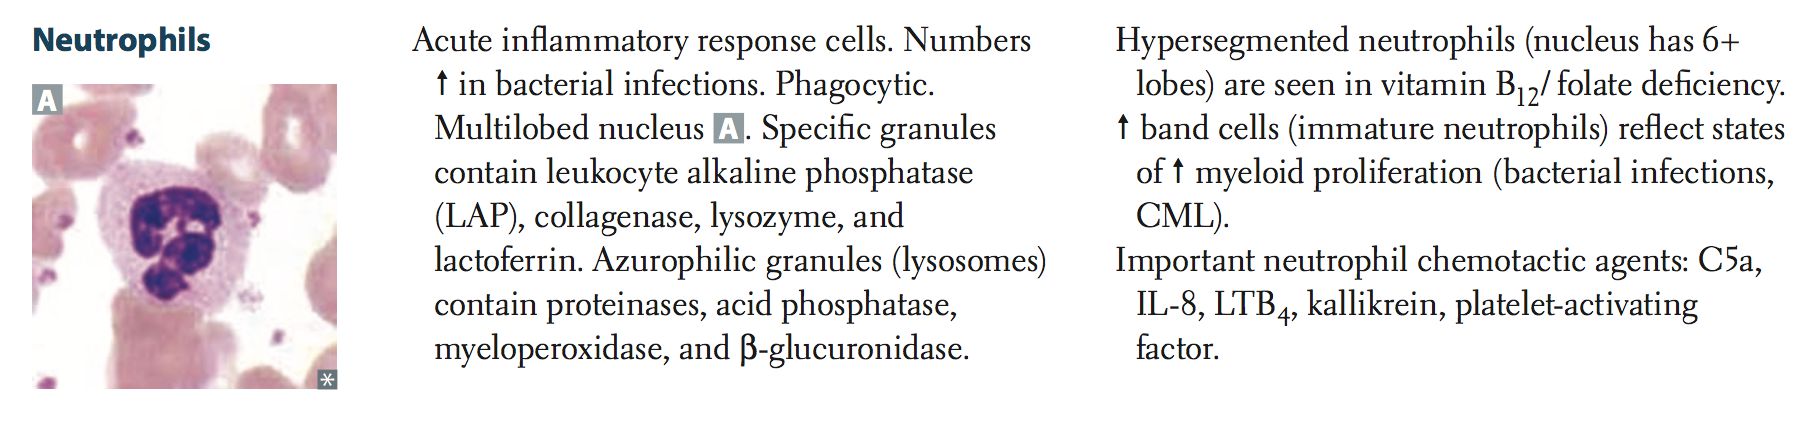 Neutrophils
A
*
Acute inflammatory response cells. Numbers
↑ in bacterial infections. Phagocytic.
Multilobed nucleus A. Specific granules
contain leukocyte alkaline phosphatase
(LAP), collagenase, lysozyme, and
lactoferrin. Azurophilic granules (lysosomes)
contain proteinases, acid phosphatase,
myeloperoxidase, and β-glucuronidase.
Hypersegmented neutrophils (nucleus has 6+
lobes) are seen in vitamin B12/ folate deficiency.
↑ band cells (immature neutrophils) reflect states
of ↑ myeloid proliferation (bacterial infections,
CML).
Important neutrophil chemotactic agents: C5a,
IL-8, LTB4, kallikrein, platelet-activating
factor.